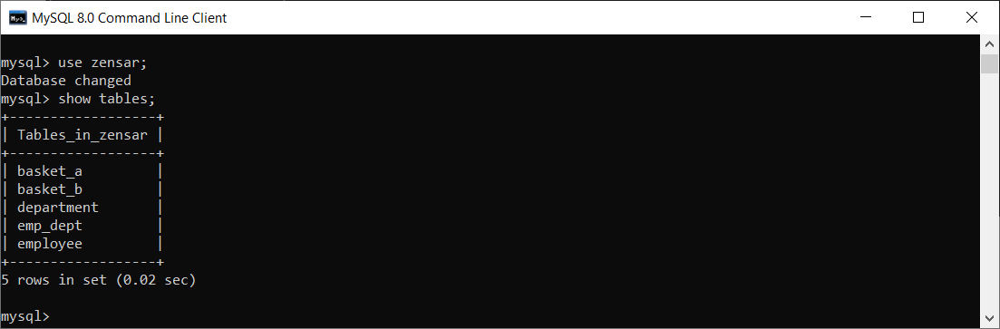 MySQL 8.0 Command Line Client
mysql> use zensar;
Database changed
mysql> show tables;
+------------------+
| Tables_in_zensar |
+------------------+
| basket_a         |
| basket_b         |
| department       |
| emp_dept         |
| employee         |
+------------------+
5 rows in set (0.02 sec)
mysql>